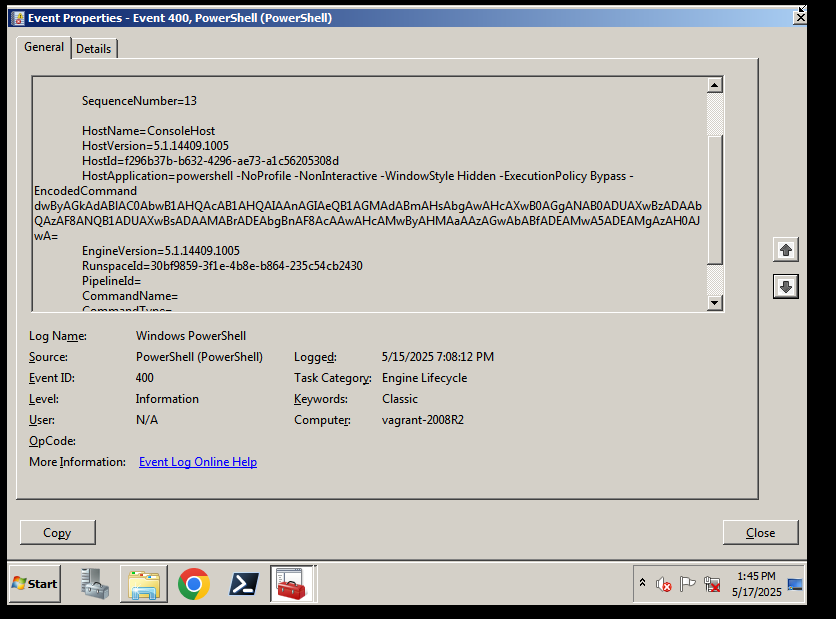 Event Properties - Event 400, PowerShell (PowerShell)
General Details
SequenceNumber=13
HostName=ConsoleHost
HostVersion=5.1.14409.1005
HostId=f296b37b-b632-4296-ae73-a1c56205308d
HostApplication=powershell -NoProfile -NonInteractive -WindowStyle Hidden -ExecutionPolicy Bypass -
EncodedCommand
dwByAGkAdABlAC0AbwB1AHQAcAB1AHQAIAAnAGIAeQB1AGMAdABmAHsAbgAwAHcAXwB0AGgANAB0ADUAXwBzADAAb
QAzAF8ANQB1ADUAXwBsADAAMABrADEAbgBnAF8AcAAwAHcAMwByAHMAaAAzAGwAbABfADEAMwA5ADEAMgAzAH0AJ
wA=
EngineVersion=5.1.14409.1005
RunspaceId=30bf9859-3f1e-4b8e-b864-235c54cb2430
PipelineId=
CommandName=
CommandType=
Log Name: Windows PowerShell
Source: PowerShell (PowerShell) Logged: 5/15/2025 7:08:12 PM
Event ID: 400 Task Category: Engine Lifecycle
Level: Information Keywords: Classic
User: N/A Computer: vagrant-2008R2
OpCode:
More Information: Event Log Online Help
Copy Close
Start
1:45 PM
5/17/2025